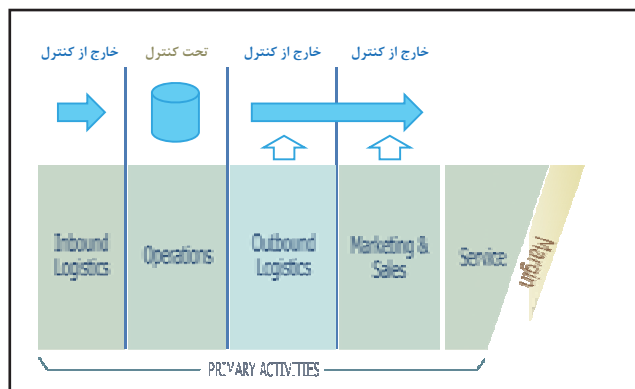 خارج از کنترل
تحت کنترل
خارج از کنترل
خارج از کنترل
Inbound
Logistics
Operations
Outbound
Logistics
Marketing &
Sales
Service
Margin
PRIMARY ACTIVITIES